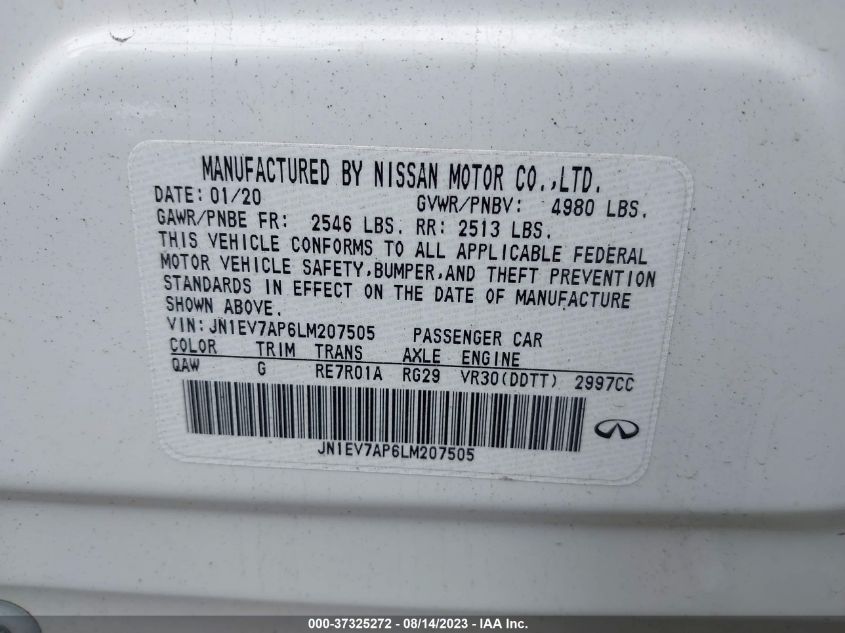 MANUFACTURED BY NISSAN MOTOR CO.,LTD.
DATE: 01/20 GVWR/PNBV: 4980 LBS.
GAWR/PNBE FR: 2546 LBS. RR: 2513 LBS.
THIS VEHICLE CONFORMS TO ALL APPLICABLE FEDERAL
MOTOR VEHICLE SAFETY,BUMPER,AND THEFT PREVENTION
STANDARDS IN EFFECT ON THE DATE OF MANUFACTURE
SHOWN ABOVE.
VIN: JN1EV7AP6LM207505 PASSENGER CAR
COLOR TRIM TRANS AXLE ENGINE
QAW G RE7R01A RG29 VR30(DDTT) 2997CC
JN1EV7AP6LM207505
000-37325272 - 08/14/2023 - IAA Inc.